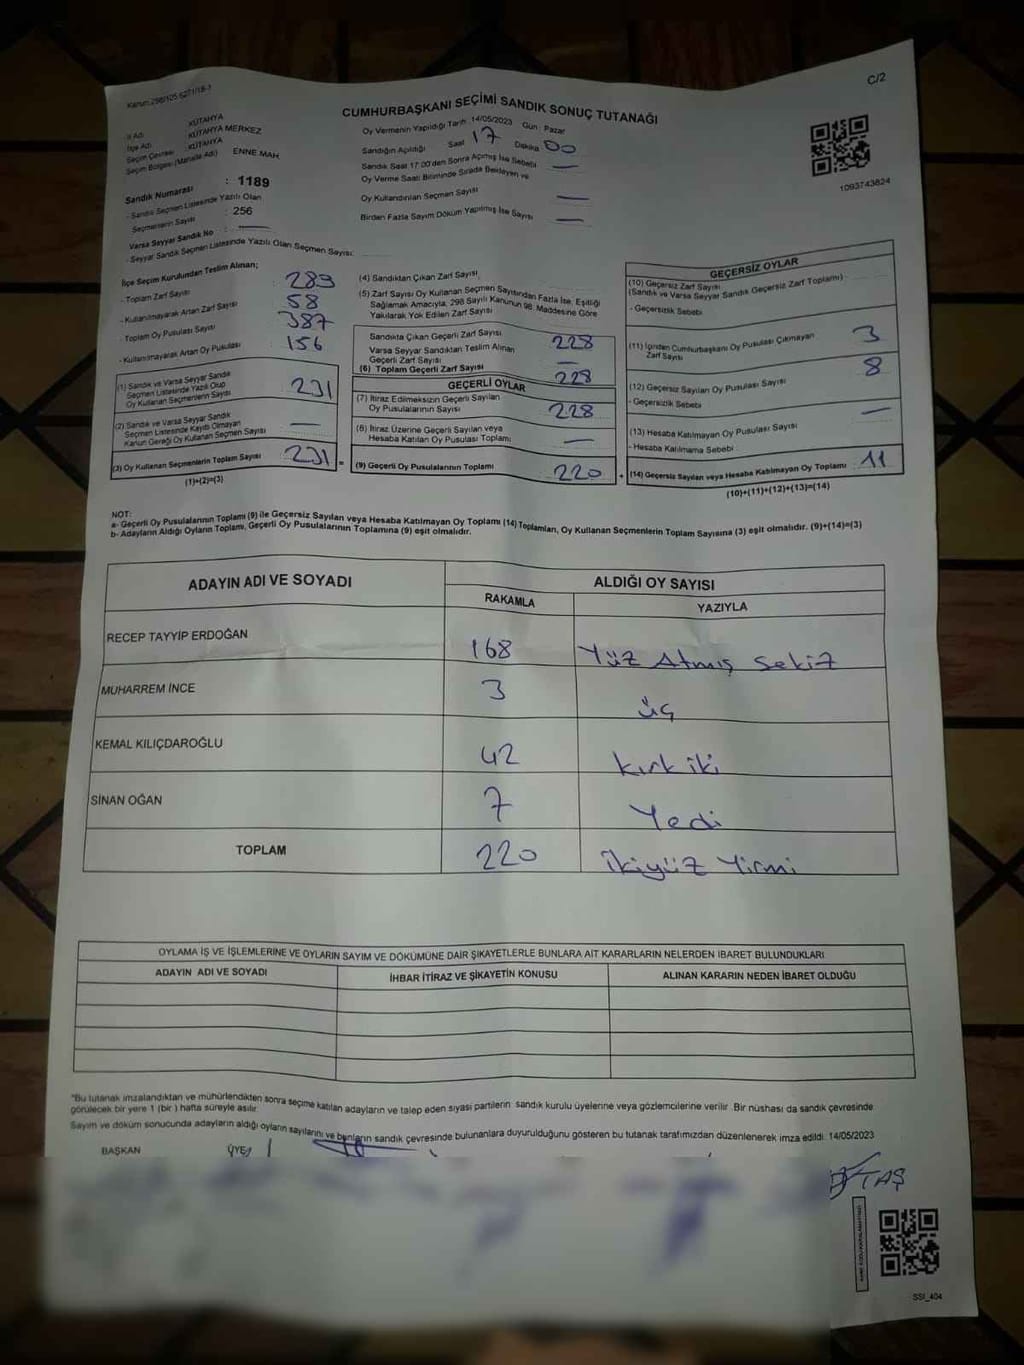 Kanun:298/105 6271/18-1
C/2
CUMHURBAŞKANI SEÇİMİ SANDIK SONUÇ TUTANAĞI
İl Adı : KÜTAHYA
İlçe Adı : KÜTAHYA MERKEZ
Seçim Çevresi : KÜTAHYA
Seçim Bölgesi (Mahalle Adı) ENNE MAH.
Sandık Numarası : 1189
- Sandık Seçmen Listesinde Yazılı Olan
Seçmenlerin Sayısı : 256
Varsa Seyyar Sandık No : —
- Seyyar Sandık Seçmen Listesinde Yazılı Olan Seçmen Sayısı:
Oy Vermenin Yapıldığı Tarih 14/05/2023 Gün : Pazar
Sandığın Açıldığı Saat 17 Dakika 00
Sandık Saat 17:00'den Sonra Açılmış İse Sebebi —
Oy Verme Saati Bitiminde Sırada Bekleyen ve
Oy Kullandırılan Seçmen Sayısı —
Birden Fazla Sayım Döküm Yapılmış İse Sayısı —
1093743824
İlçe Seçim Kurulundan Teslim Alınan;
- Toplam Zarf Sayısı 289
- Kullanılmayarak Artan Zarf Sayısı 58
- Toplam Oy Pusulası Sayısı 387
- Kullanılmayarak Artan Oy Pusulası 156
(1) Sandık ve Varsa Seyyar Sandık
Seçmen Listesinde Yazılı Olup
Oy Kullanan Seçmenlerin Sayısı 231
(2) Sandık ve Varsa Seyyar Sandık
Seçmen Listesinde Kayıtlı Olmayan
Kanun Gereği Oy Kullanan Seçmen Sayısı —
(3) Oy Kullanan Seçmenlerin Toplam Sayısı 231 =
(1)+(2)=(3)
(4) Sandıktan Çıkan Zarf Sayısı
(5) Zarf Sayısı Oy Kullanan Seçmen Sayısından Fazla İse, Eşitliği
Sağlamak Amacıyla, 298 Sayılı Kanunun 98. Maddesine Göre
Yakılarak Yok Edilen Zarf Sayısı
Sandıkta Çıkan Geçerli Zarf Sayısı 228
Varsa Seyyar Sandıktan Teslim Alınan
Geçerli Zarf Sayısı —
(6) Toplam Geçerli Zarf Sayısı 228
GEÇERLİ OYLAR
(7) İtiraz Edilmeksizin Geçerli Sayılan
Oy Pusulalarının Sayısı 228
(8) İtiraz Üzerine Geçerli Sayılan veya
Hesaba Katılan Oy Pusulası Toplamı —
(9) Geçerli Oy Pusulalarının Toplamı 220 +
GEÇERSİZ OYLAR
(10) Geçersiz Zarf Sayısı
(Sandık ve Varsa Seyyar Sandık Geçersiz Zarf Toplamı)
- Geçersizlik Sebebi
(11) İçinden Cumhurbaşkanı Oy Pusulası Çıkmayan
Zarf Sayısı 3
(12) Geçersiz Sayılan Oy Pusulası Sayısı 8
- Geçersizlik Sebebi
(13) Hesaba Katılmayan Oy Pusulası Sayısı —
- Hesaba Katılmama Sebebi
(14) Geçersiz Sayılan veya Hesaba Katılmayan Oy Toplamı : 11
(10)+(11)+(12)+(13)=(14)
NOT:
a- Geçerli Oy Pusulalarının Toplamı (9) ile Geçersiz Sayılan veya Hesaba Katılmayan Oy Toplamı (14) Toplamları, Oy Kullanan Seçmenlerin Toplam Sayısına (3) eşit olmalıdır. (9)+(14)=(3)
b- Adayların Aldığı Oyların Toplamı, Geçerli Oy Pusulalarının Toplamına (9) eşit olmalıdır.
ADAYIN ADI VE SOYADI ALDIĞI OY SAYISI
RAKAMLA YAZIYLA
RECEP TAYYİP ERDOĞAN 168 Yüz Atmış Sekiz
MUHARREM İNCE 3 üç
KEMAL KILIÇDAROĞLU 42 kırk iki
SİNAN OĞAN 7 Yedi
TOPLAM 220 İkiyüz Yirmi
OYLAMA İŞ VE İŞLEMLERİNE VE OYLARIN SAYIM VE DÖKÜMÜNE DAİR ŞİKAYETLERLE BUNLARA AİT KARARLARIN NELERDEN İBARET BULUNDUKLARI
ADAYIN ADI VE SOYADI İHBAR İTİRAZ VE ŞİKAYETİN KONUSU ALINAN KARARIN NEDEN İBARET OLDUĞU
*Bu tutanak imzalandıktan ve mühürlendikten sonra seçime katılan adayların ve talep eden siyasi partilerin sandık kurulu üyelerine veya gözlemcilerine verilir. Bir nüshası da sandık çevresinde
görülecek bir yere 1 (bir ) hafta süreyle asılır.
Sayım ve döküm sonucunda adayların aldığı oyların sayılarını ve bunların sandık çevresinde bulunanlara duyurulduğunu gösteren bu tutanak tarafımızdan düzenlenerek imza edildi. 14/05/2023
BAŞKAN ÜYE
TAŞ
SSI_404